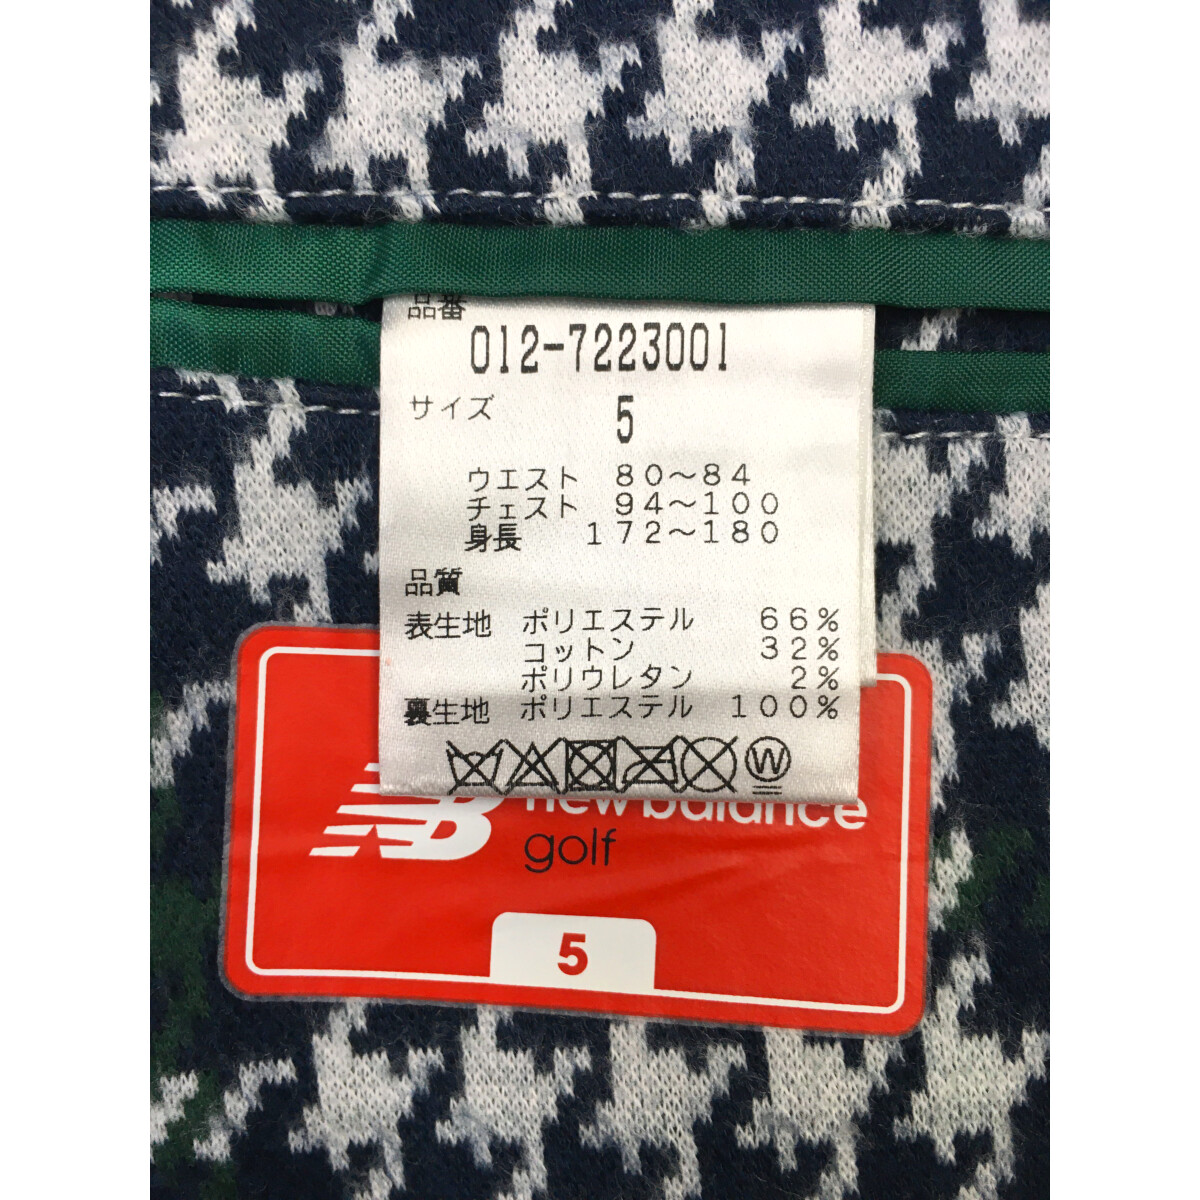 品番
012-7223001
サイズ 5
ウエスト 80～84
チェスト 94～100
身長 172～180
品質
表生地 ポリエステル 66%
コットン 32%
ポリウレタン 2%
裏生地 ポリエステル 100%
W
NB new balance
golf
5